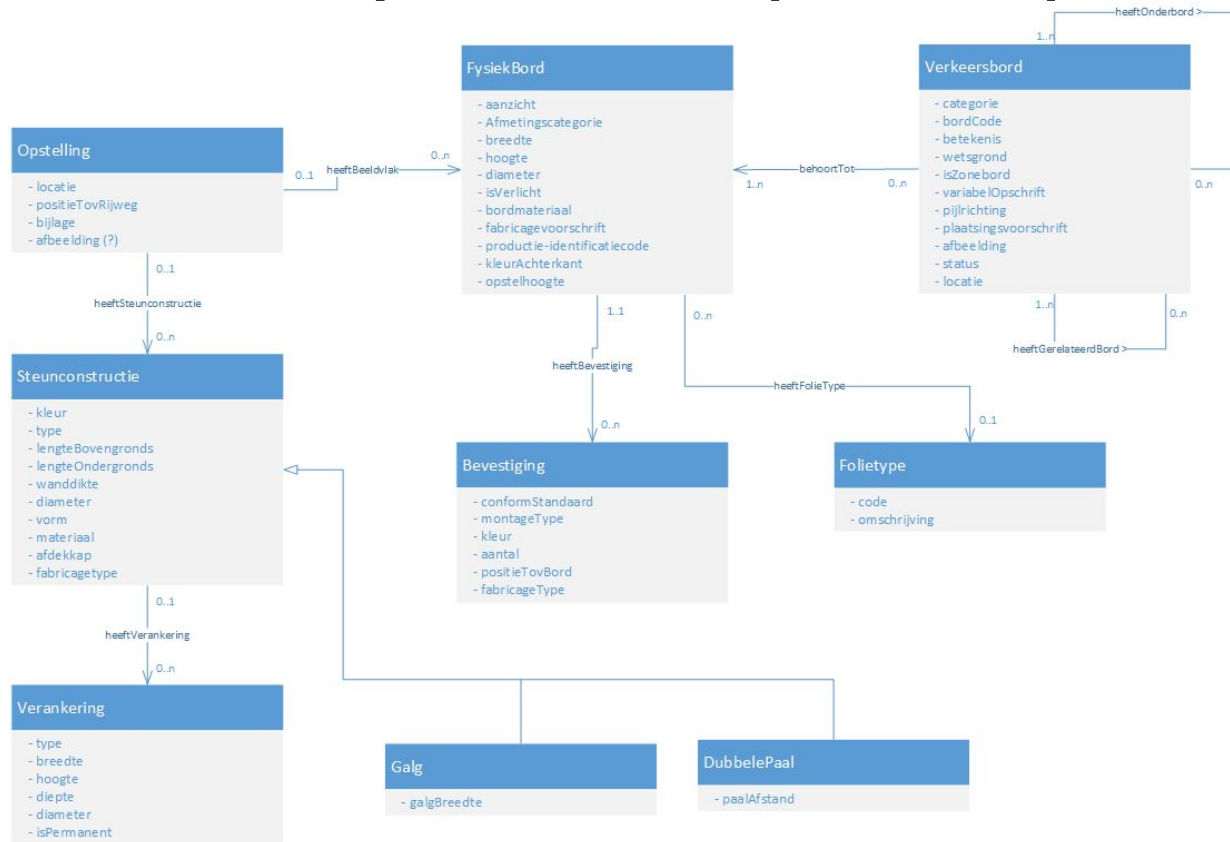 heeftOnderbord >
1..n
FysiekBord
- aanzicht
- Afmetingscategorie
- breedte
- hoogte
- diameter
- isVerlicht
- bordmateriaal
- fabricagevoorschrift
- productie-identificatiecode
- kleurAchterkant
- opstelhoogte
Verkeersbord
- categorie
- bordCode
- betekenis
- wetsgrond
- isZonebord
- variabelOpschrift
- pijlrichting
- plaatsingsvoorschrift
- afbeelding
- status
- locatie
Opstelling
- locatie
- positieTovRijweg
- bijlage
- afbeelding (?)
0..1
heeftBeeldvlak
0..n
behoortTot
1..n
0..n
0..n
0..1
heeftSteunconstructie
0..n
1..1
heeftBevestiging
0..n
0..n
heeftFolieType
0..1
1..n
0..n
heeftGerelateerdBord >
Steunconstructie
- kleur
- type
- lengteBovengronds
- lengteOndergronds
- wanddikte
- diameter
- vorm
- materiaal
- afdekkap
- fabricagetype
Bevestiging
- conformStandaard
- montageType
- kleur
- aantal
- positieTovBord
- fabricageType
Folietype
- code
- omschrijving
0..1
heeftVerankering
0..n
Verankering
- type
- breedte
- hoogte
- diepte
- diameter
- isPermanent
Galg
- galgBreedte
DubbelePaal
- paalAfstand